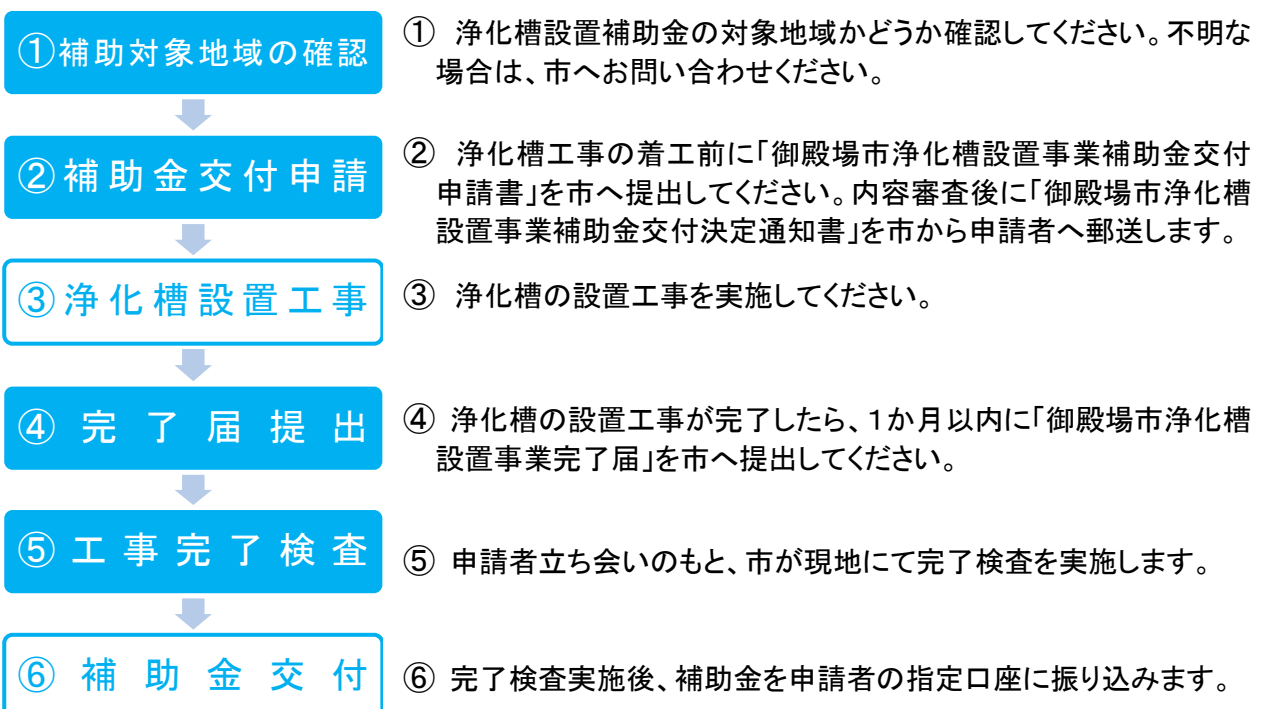 ①補助対象地域の確認
① 浄化槽設置補助金の対象地域かどうか確認してください。不明な
場合は、市へお問い合わせください。
②補助金交付申請
② 浄化槽工事の着工前に「御殿場市浄化槽設置事業補助金交付
申請書」を市へ提出してください。内容審査後に「御殿場市浄化槽
設置事業補助金交付決定通知書」を市から申請者へ郵送します。
③浄化槽設置工事
③ 浄化槽の設置工事を実施してください。
④完了届提出
④ 浄化槽の設置工事が完了したら、1か月以内に「御殿場市浄化槽
設置事業完了届」を市へ提出してください。
⑤工事完了検査
⑤ 申請者立ち会いのもと、市が現地にて完了検査を実施します。
⑥補助金交付
⑥ 完了検査実施後、補助金を申請者の指定口座に振り込みます。